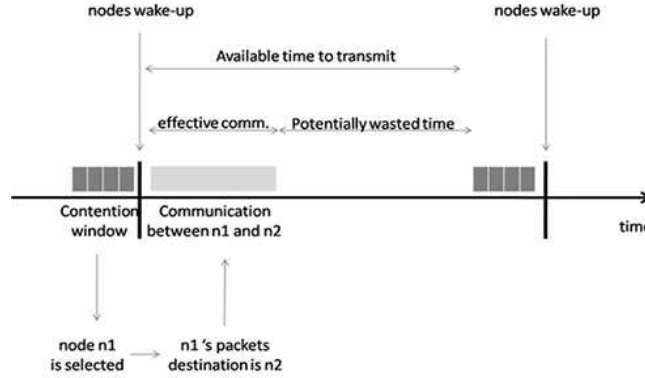 nodes wake-up
nodes wake-up
Available time to transmit
effective comm.
Potentially wasted time
Contention
window
Communication
between n1 and n2
time
node n1
is selected
n1 's packets
destination is n2